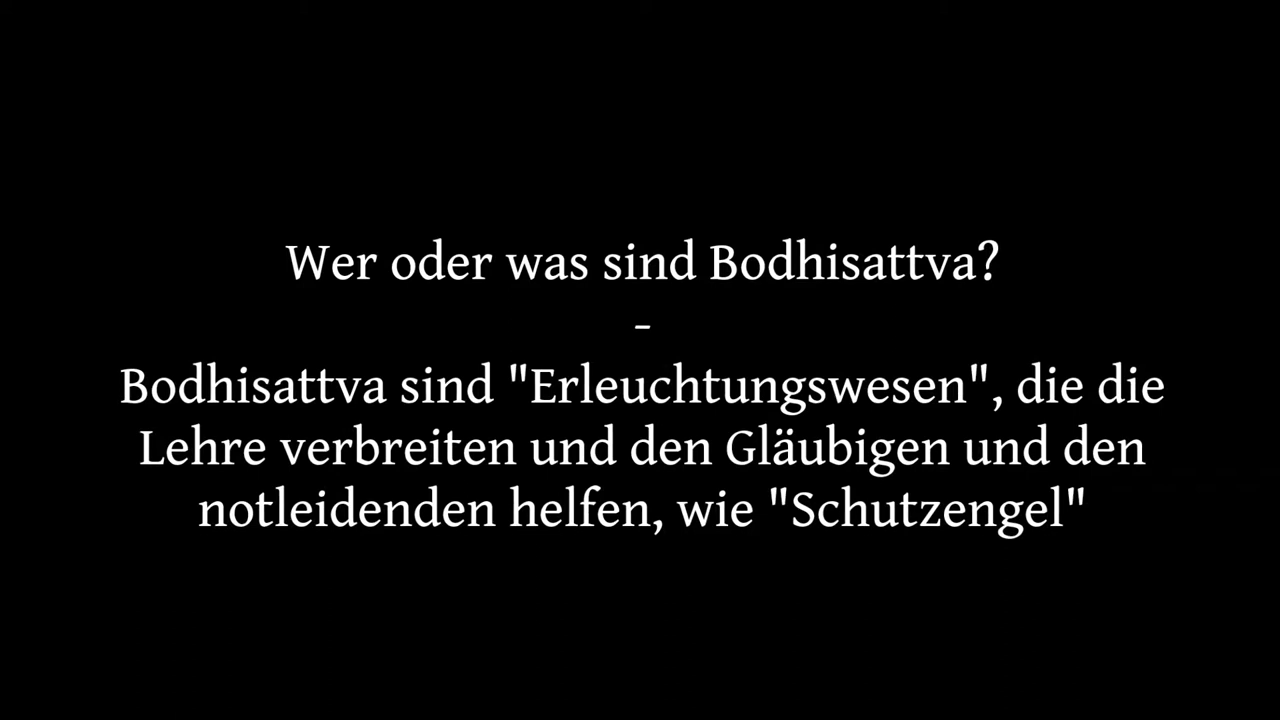 Wer oder was sind Bodhisattva?
-
Bodhisattva sind "Erleuchtungswesen", die die
Lehre verbreiten und den Gläubigen und den
notleidenden helfen, wie "Schutzengel"